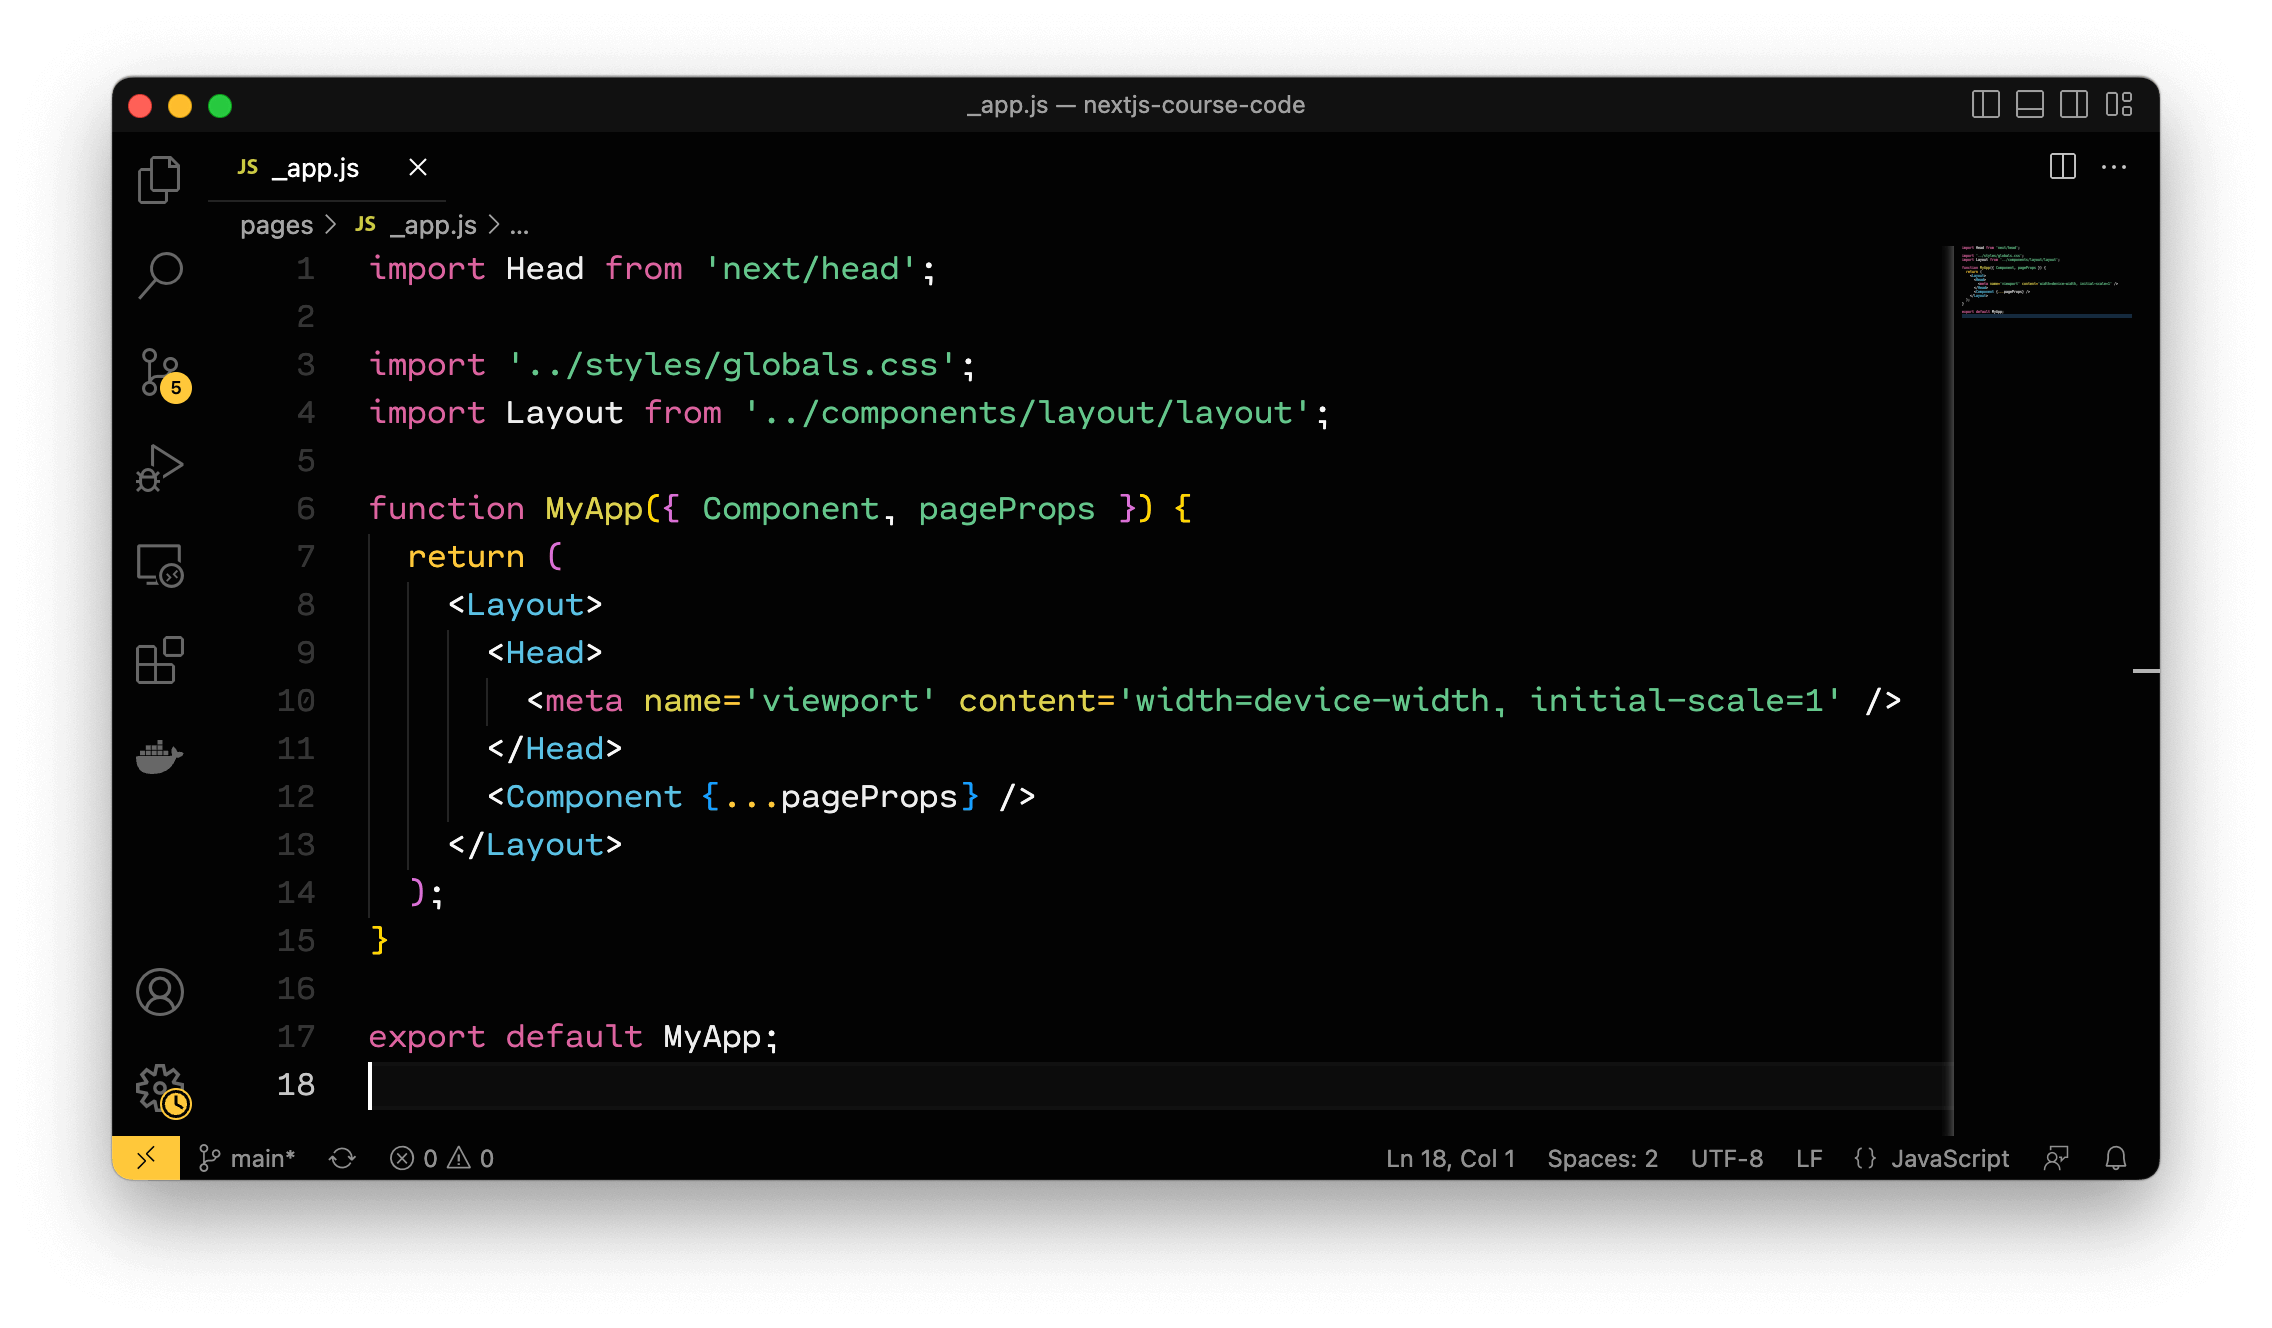 _app.js — nextjs-course-code
JS _app.js
pages > JS _app.js > ...
1 import Head from 'next/head';
2
3 import '../styles/globals.css';
4 import Layout from '../components/layout/layout';
5
6 function MyApp({ Component, pageProps }) {
7   return (
8     <Layout>
9       <Head>
10         <meta name='viewport' content='width=device-width, initial-scale=1' />
11       </Head>
12       <Component {...pageProps} />
13     </Layout>
14   );
15 }
16
17 export default MyApp;
18
5
main* 0 0 Ln 18, Col 1 Spaces: 2 UTF-8 LF {} JavaScript